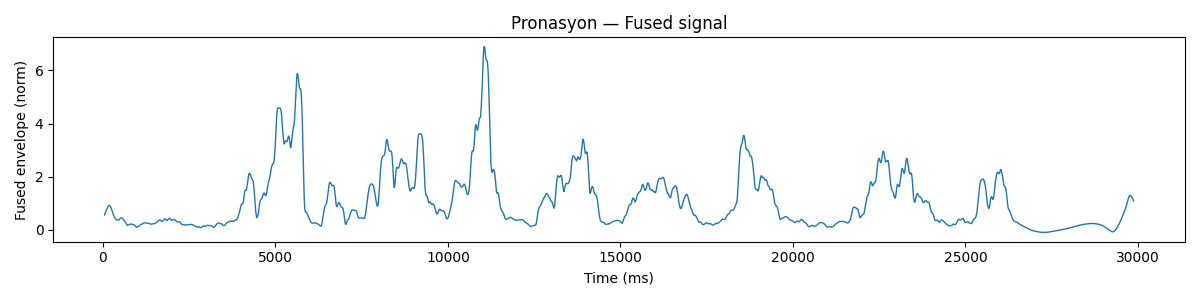 Pronasyon — Fused signal
Fused envelope (norm)
6
4
2
0
0 5000 10000 15000 20000 25000 30000
Time (ms)